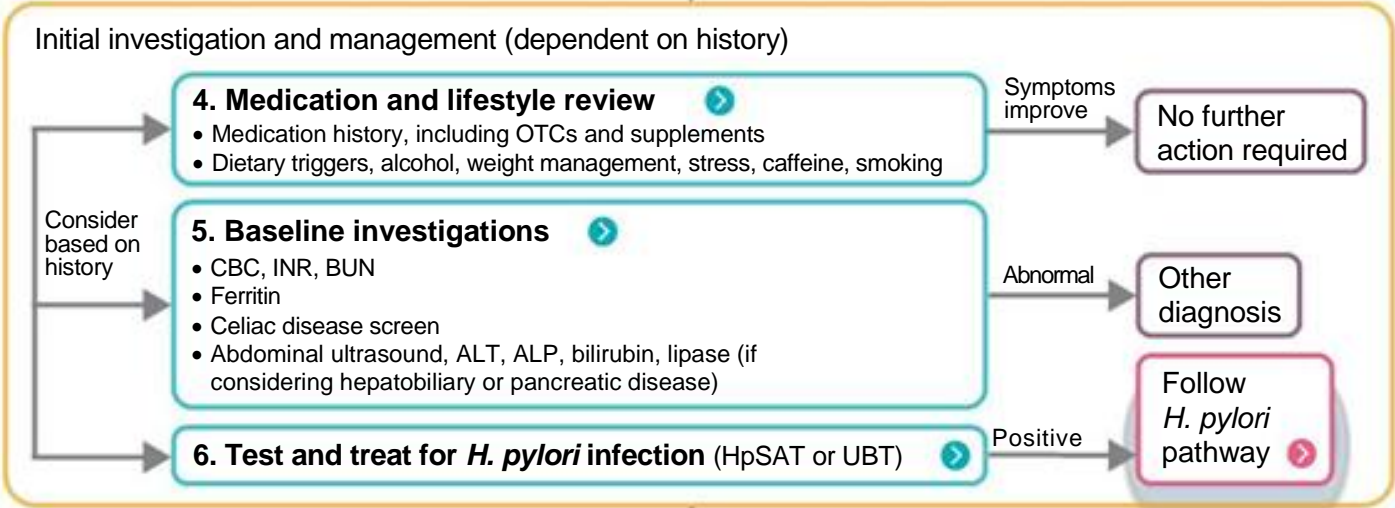 Initial investigation and management (dependent on history)
4. Medication and lifestyle review
• Medication history, including OTCs and supplements
• Dietary triggers, alcohol, weight management, stress, caffeine, smoking
Symptoms
improve
No further
action required
Consider
based on
history
5. Baseline investigations
• CBC, INR, BUN
• Ferritin
• Celiac disease screen
• Abdominal ultrasound, ALT, ALP, bilirubin, lipase (if
considering hepatobiliary or pancreatic disease)
Abnormal
Other
diagnosis
6. Test and treat for H. pylori infection (HpSAT or UBT)
Positive
Follow
H. pylori
pathway